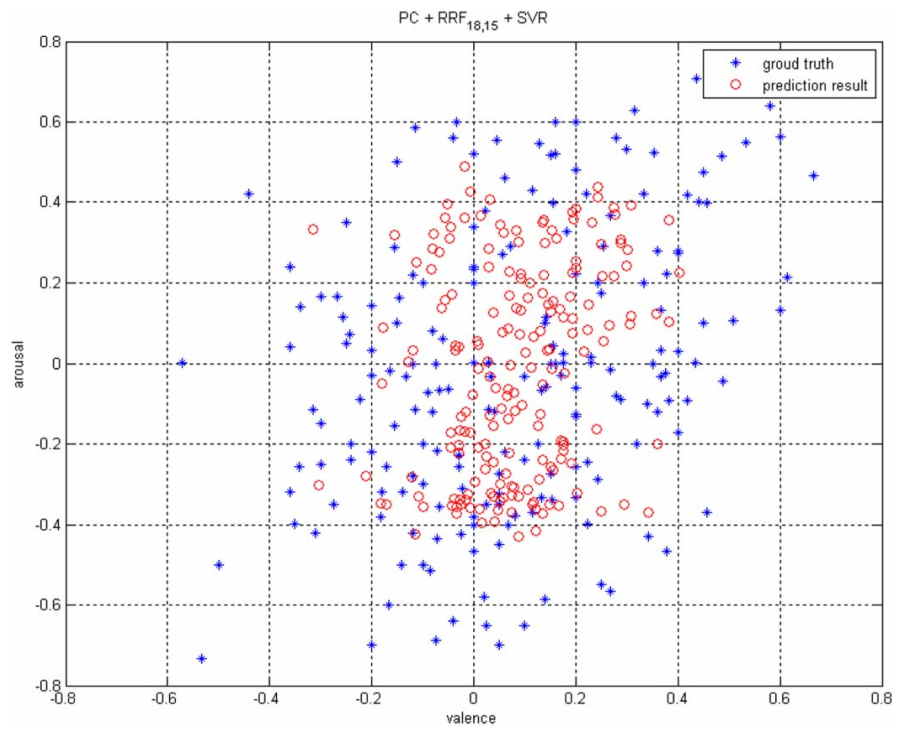 PC + RRF18,15 + SVR
groud truth
prediction result
0.8
0.6
0.4
0.2
0
-0.2
-0.4
-0.6
-0.8
arousal
-0.8 -0.6 -0.4 -0.2 0 0.2 0.4 0.6 0.8
valence